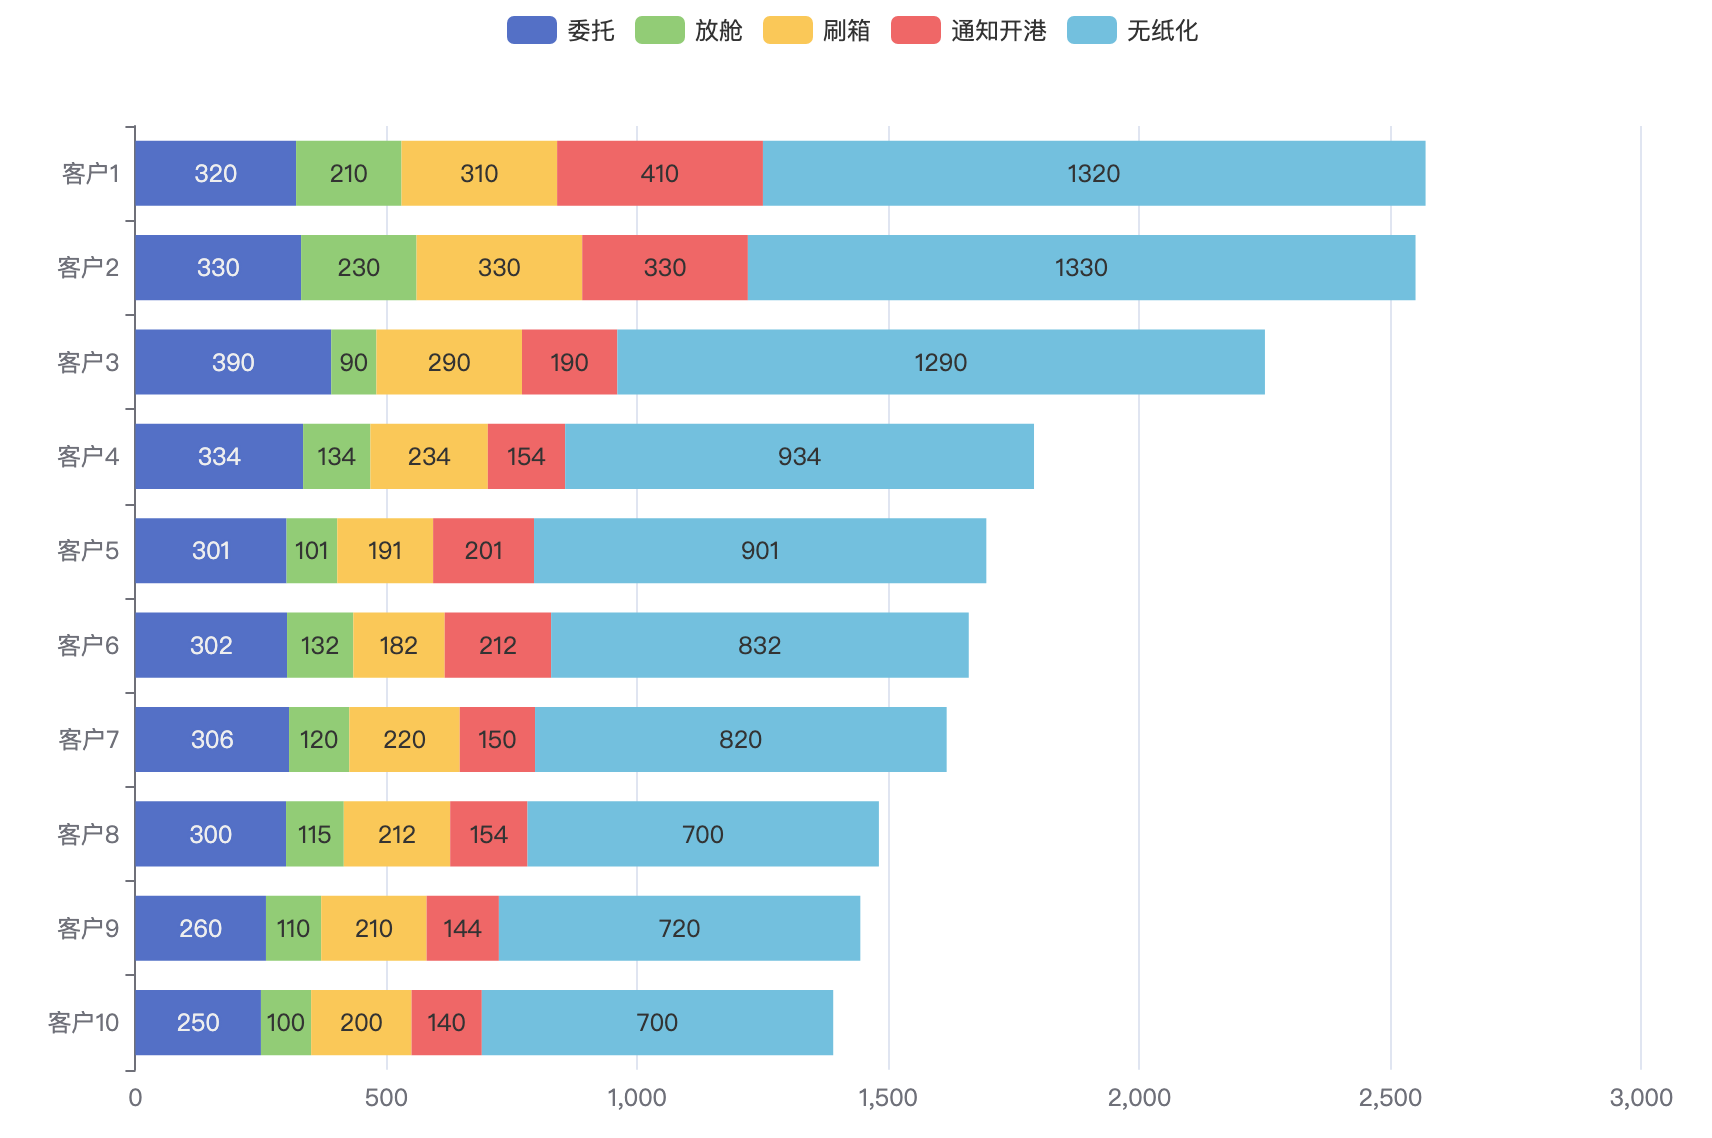 委托 放舱 刷箱 通知开港 无纸化
客户1 320 210 310 410 1320
客户2 330 230 330 330 1330
客户3 390 90 290 190 1290
客户4 334 134 234 154 934
客户5 301 101 191 201 901
客户6 302 132 182 212 832
客户7 306 120 220 150 820
客户8 300 115 212 154 700
客户9 260 110 210 144 720
客户10 250 100 200 140 700
0 500 1,000 1,500 2,000 2,500 3,000